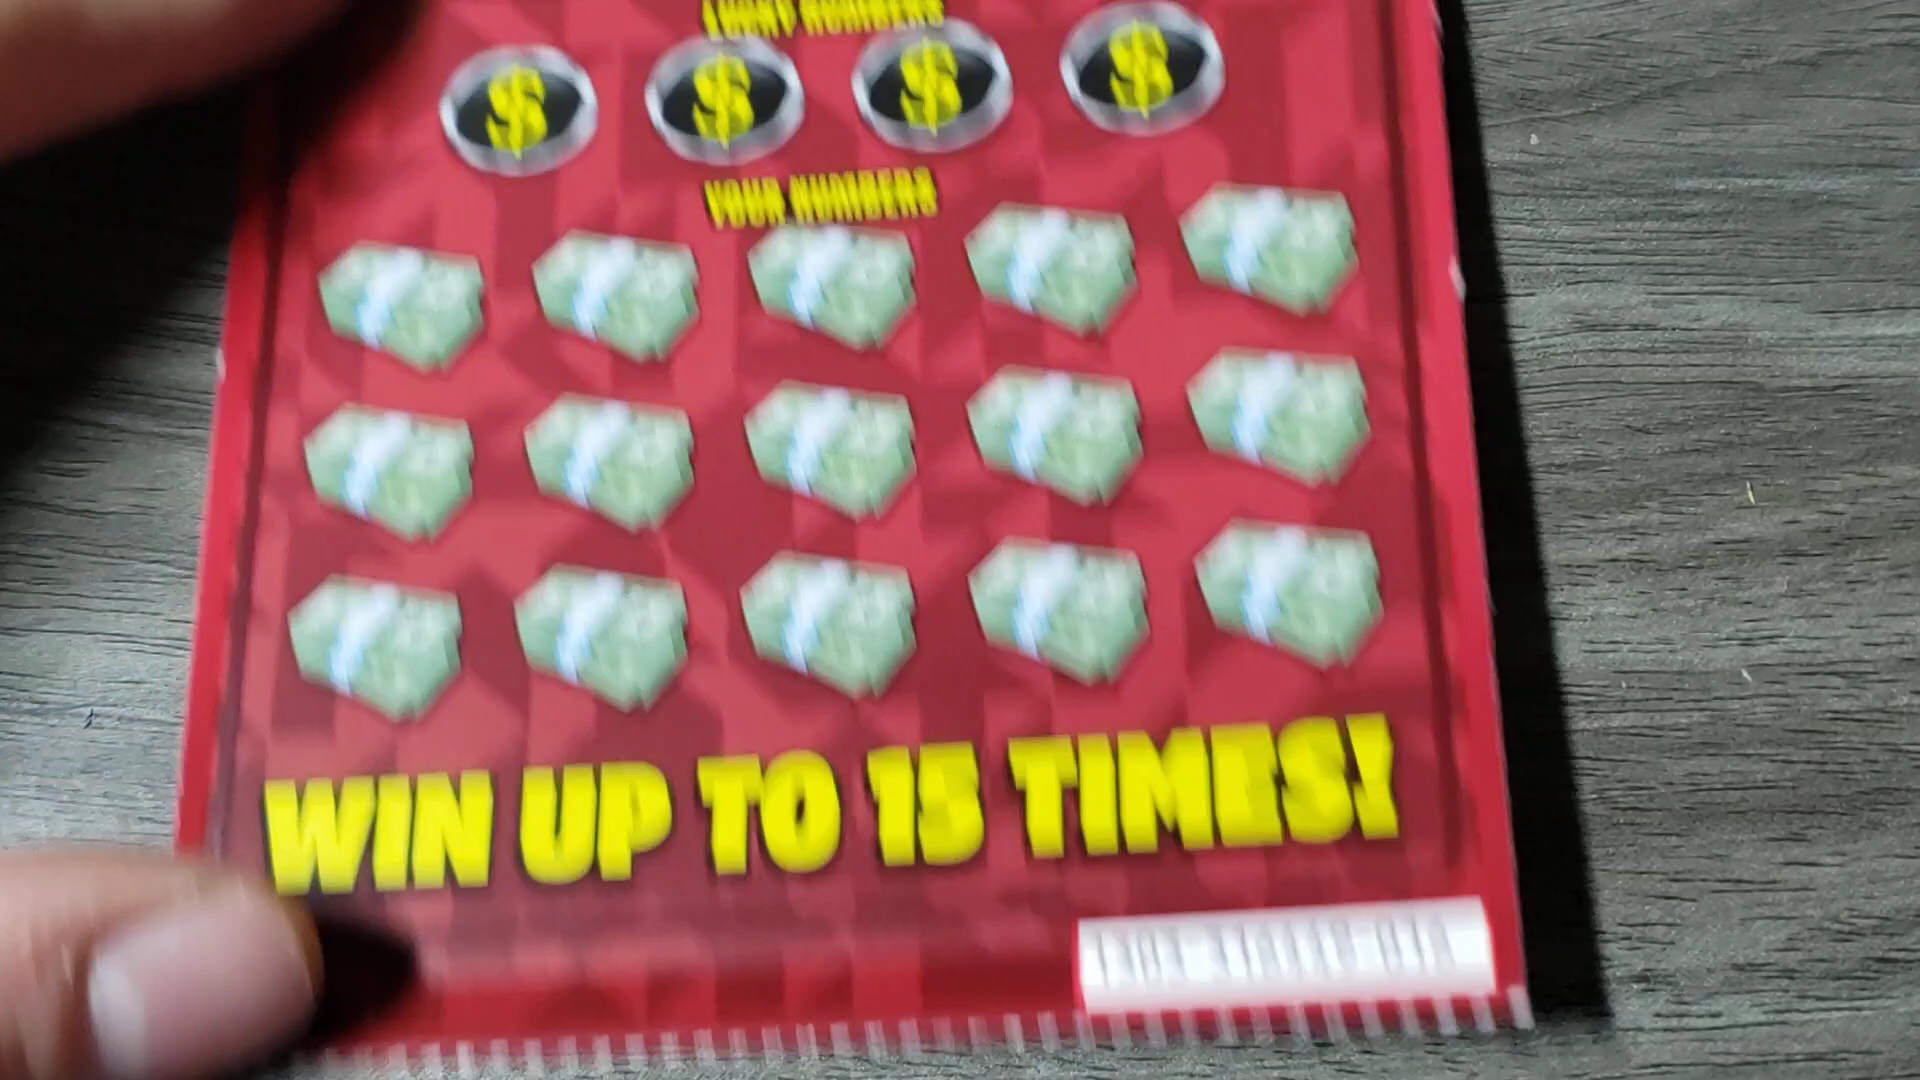 LUCKY NUMBERS
$ $ $ $
YOUR NUMBERS
WIN UP TO 15 TIMES!